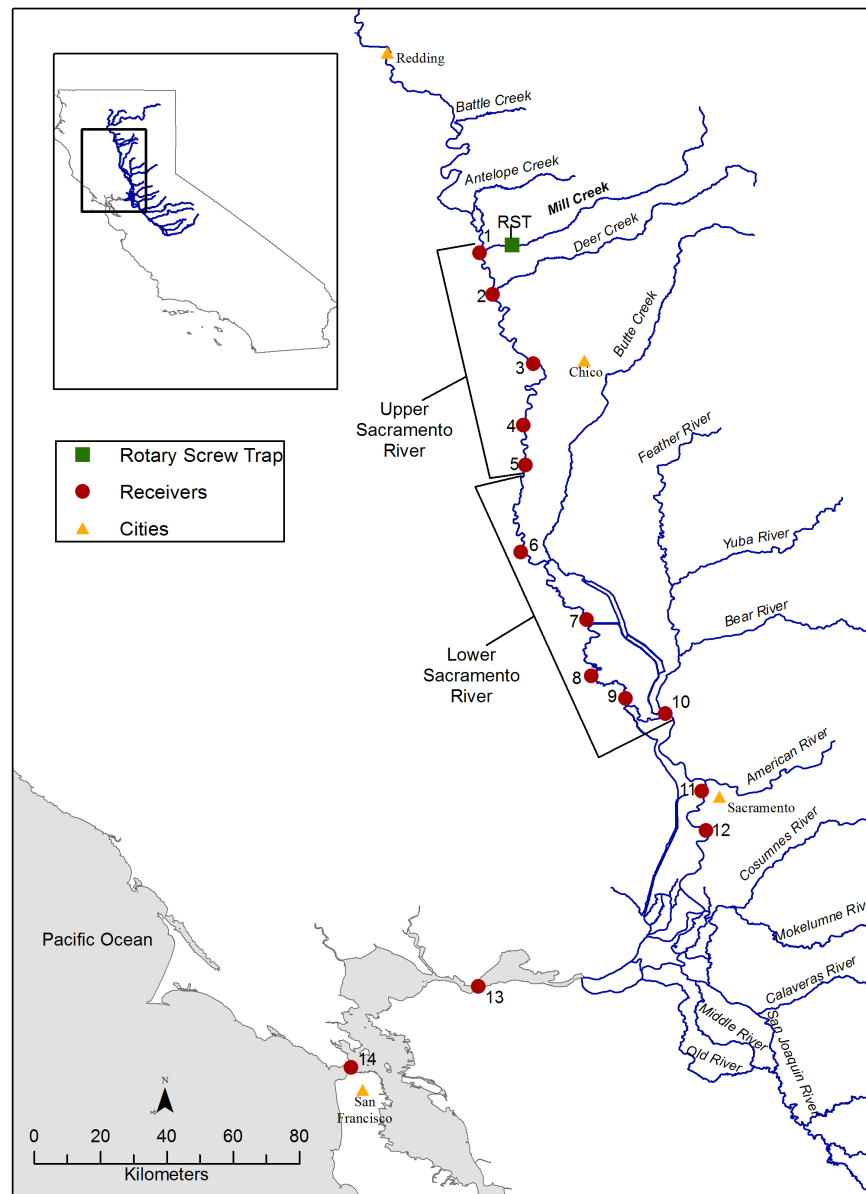 Redding
Battle Creek
Antelope Creek
Mill Creek
RST
1
Deer Creek
2
Butte Creek
3
Chico
Upper
Sacramento
River
4
5
Feather River
Rotary Screw Trap
Receivers
Cities
6
Yuba River
7
Bear River
Lower
Sacramento
River
8
9
10
American River
11
Sacramento
12
Cosumnes River
Pacific Ocean
Mokelumne Riv
Calaveras River
13
Middle River
San Joaquin River
Old River
14
N
San
Francisco
0 20 40 60 80
Kilometers